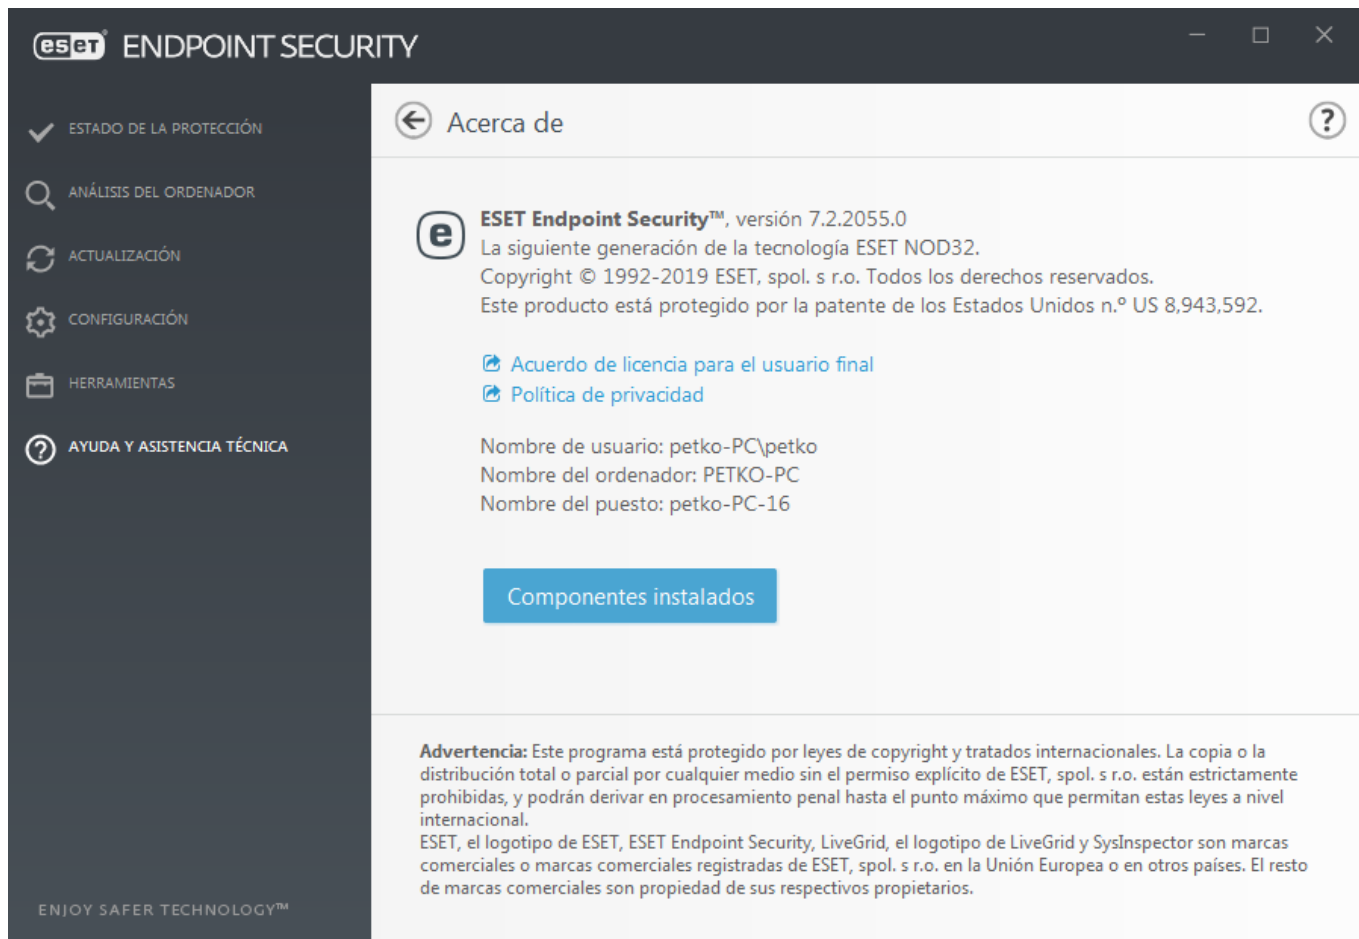 eset ENDPOINT SECURITY
ESTADO DE LA PROTECCIÓN
ANÁLISIS DEL ORDENADOR
ACTUALIZACIÓN
CONFIGURACIÓN
HERRAMIENTAS
AYUDA Y ASISTENCIA TÉCNICA
ENJOY SAFER TECHNOLOGY™
Acerca de
?
e
ESET Endpoint Security™, versión 7.2.2055.0
La siguiente generación de la tecnología ESET NOD32.
Copyright © 1992-2019 ESET, spol. s r.o. Todos los derechos reservados.
Este producto está protegido por la patente de los Estados Unidos n.º US 8,943,592.
Acuerdo de licencia para el usuario final
Política de privacidad
Nombre de usuario: petko-PC\petko
Nombre del ordenador: PETKO-PC
Nombre del puesto: petko-PC-16
Componentes instalados
Advertencia: Este programa está protegido por leyes de copyright y tratados internacionales. La copia o la
distribución total o parcial por cualquier medio sin el permiso explícito de ESET, spol. s r.o. están estrictamente
prohibidas, y podrán derivar en procesamiento penal hasta el punto máximo que permitan estas leyes a nivel
internacional.
ESET, el logotipo de ESET, ESET Endpoint Security, LiveGrid, el logotipo de LiveGrid y SysInspector son marcas
comerciales o marcas comerciales registradas de ESET, spol. s r.o. en la Unión Europea o en otros países. El resto
de marcas comerciales son propiedad de sus respectivos propietarios.